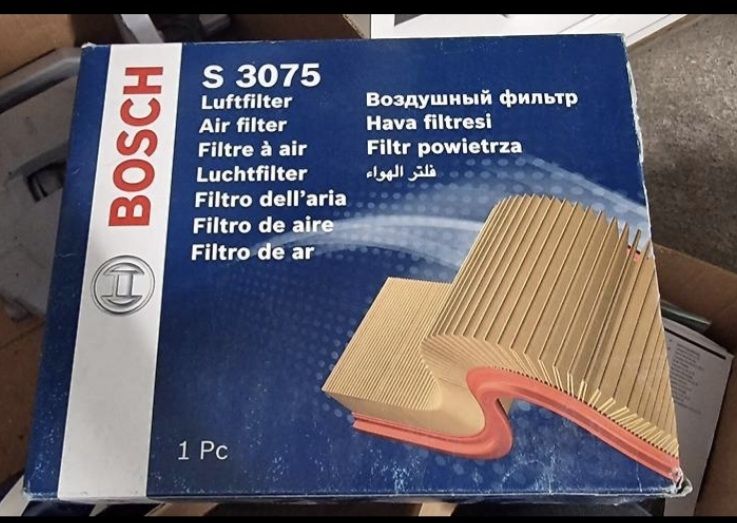 BOSCH
S 3075
Luftfilter
Air filter
Filtre à air
Luchtfilter
Filtro dell'aria
Filtro de aire
Filtro de ar
Воздушный фильтр
Hava filtresi
Filtr powietrza
فلتر الهواء
1 Pc